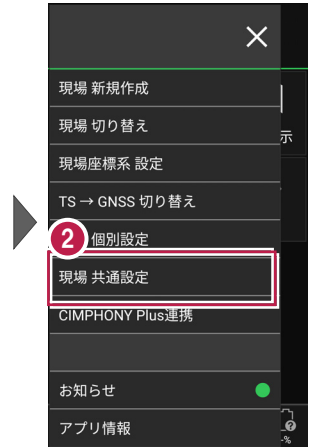 現場 新規作成
現場 切り替え
示
現場座標系 設定
TS → GNSS 切り替え
2 個別設定
現場 共通設定
CIMPHONY Plus連携
お知らせ
アプリ情報
-%